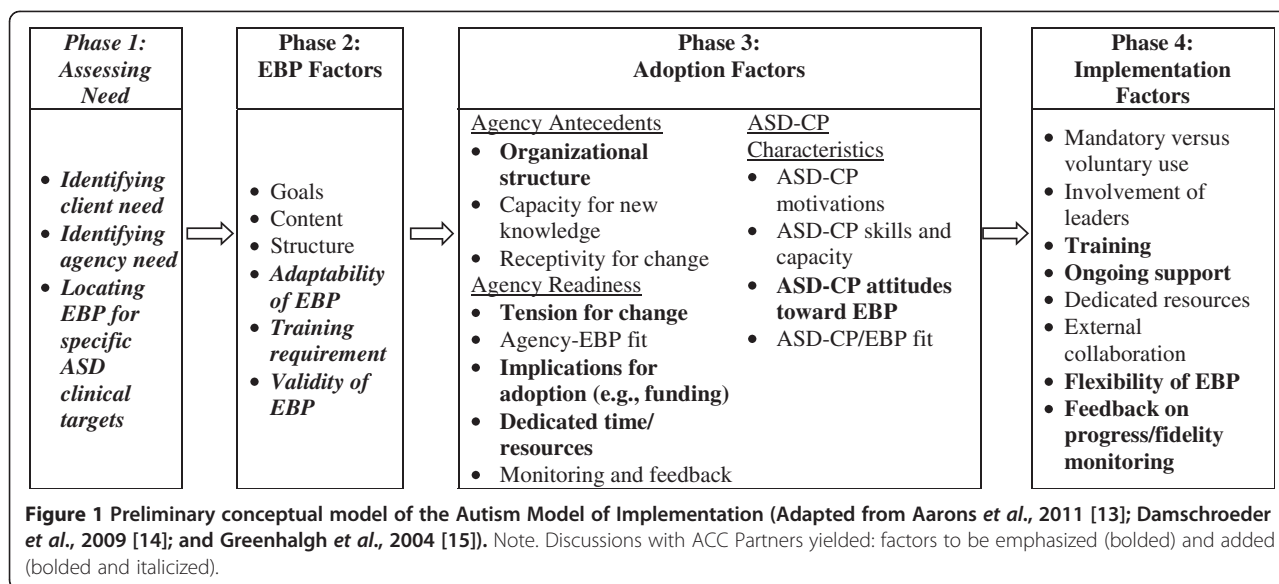 Phase 1:
Assessing
Need
• Identifying
client need
• Identifying
agency need
• Locating
EBP for
specific
ASD
clinical
targets
Phase 2:
EBP Factors
• Goals
• Content
• Structure
• Adaptability
of EBP
• Training
requirement
• Validity of
EBP
Phase 3:
Adoption Factors
Agency Antecedents
• Organizational
structure
• Capacity for new
knowledge
• Receptivity for change
Agency Readiness
• Tension for change
• Agency-EBP fit
• Implications for
adoption (e.g., funding)
• Dedicated time/
resources
• Monitoring and feedback
ASD-CP
Characteristics
• ASD-CP
motivations
• ASD-CP skills and
capacity
• ASD-CP attitudes
toward EBP
• ASD-CP/EBP fit
Phase 4:
Implementation
Factors
• Mandatory versus
voluntary use
• Involvement of
leaders
• Training
• Ongoing support
• Dedicated resources
• External
collaboration
• Flexibility of EBP
• Feedback on
progress/fidelity
monitoring
Figure 1 Preliminary conceptual model of the Autism Model of Implementation (Adapted from Aarons et al., 2011 [13]; Damschroeder
et al., 2009 [14]; and Greenhalgh et al., 2004 [15]). Note. Discussions with ACC Partners yielded: factors to be emphasized (bolded) and added
(bolded and italicized).